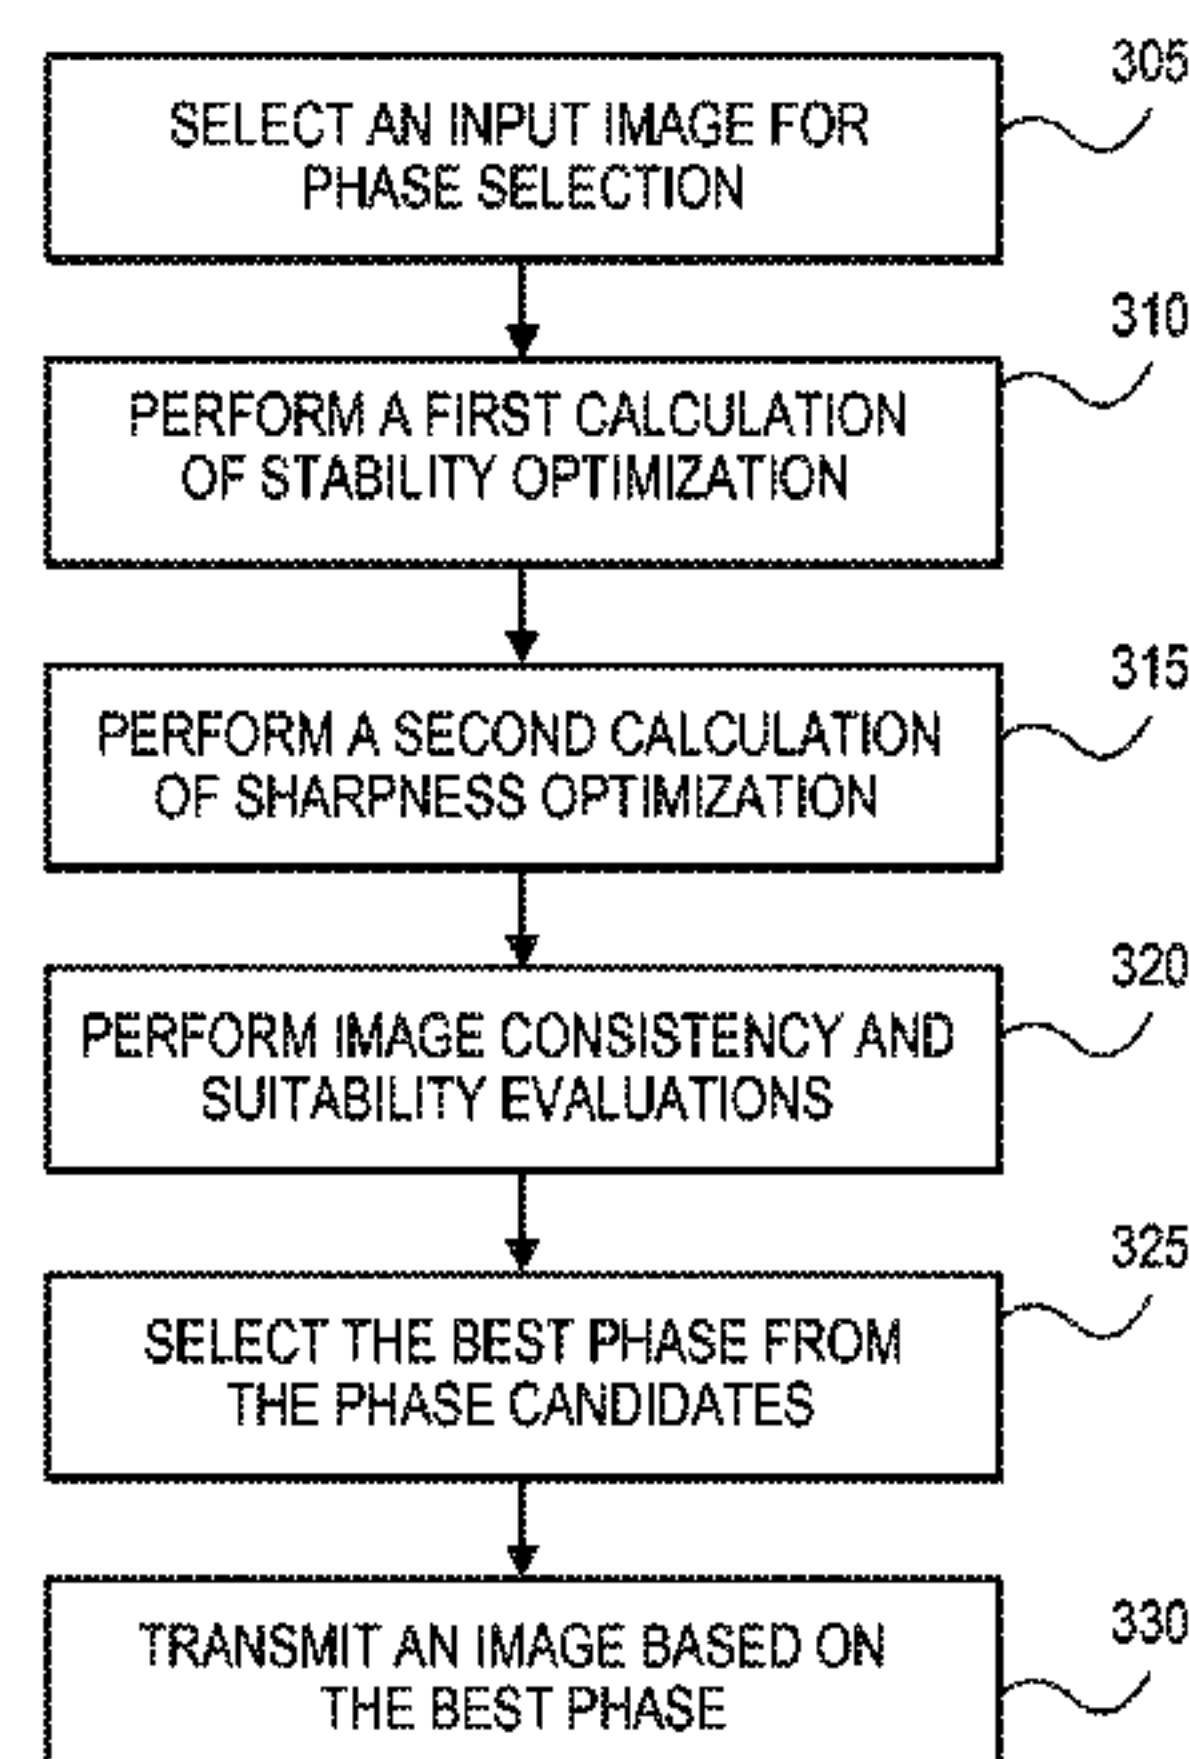 305
SELECT AN INPUT IMAGE FOR
PHASE SELECTION
310
PERFORM A FIRST CALCULATION
OF STABILITY OPTIMIZATION
315
PERFORM A SECOND CALCULATION
OF SHARPNESS OPTIMIZATION
320
PERFORM IMAGE CONSISTENCY AND
SUITABILITY EVALUATIONS
325
SELECT THE BEST PHASE FROM
THE PHASE CANDIDATES
330
TRANSMIT AN IMAGE BASED ON
THE BEST PHASE